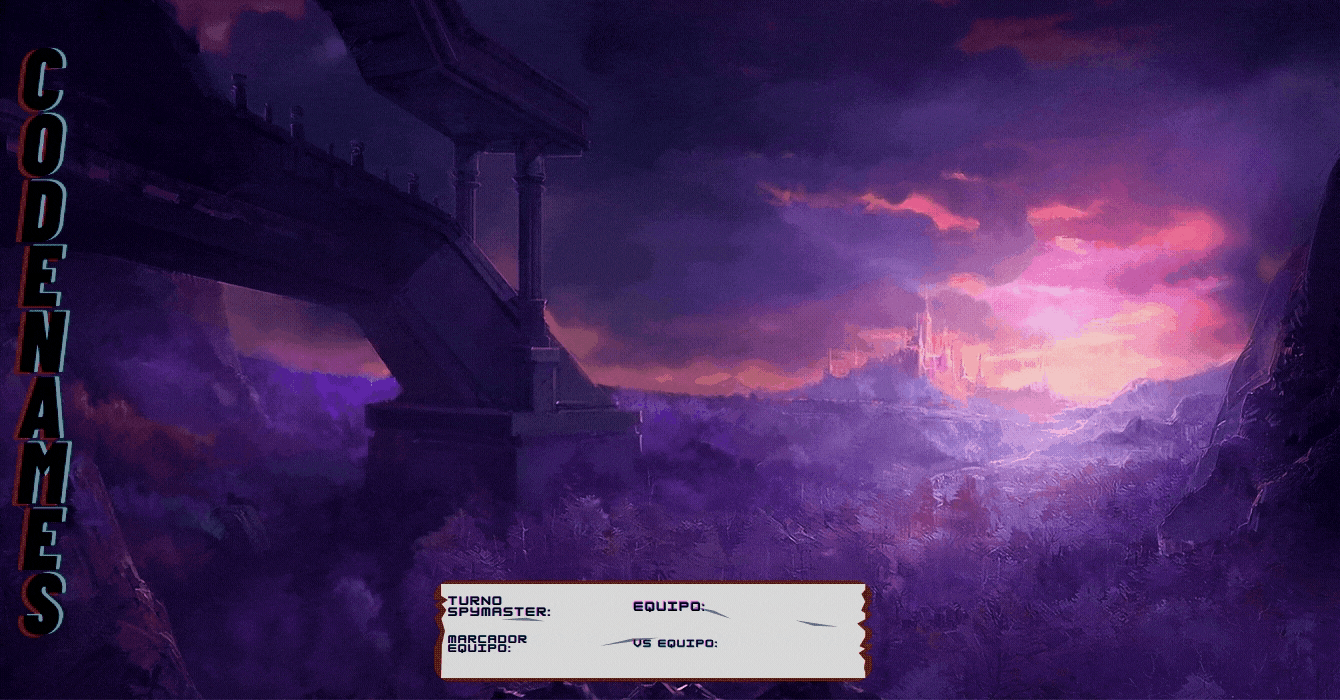 CODENAMES
TURNO
SPYMASTER:
EQUIPO:
MARCADOR
EQUIPO:
VS EQUIPO: